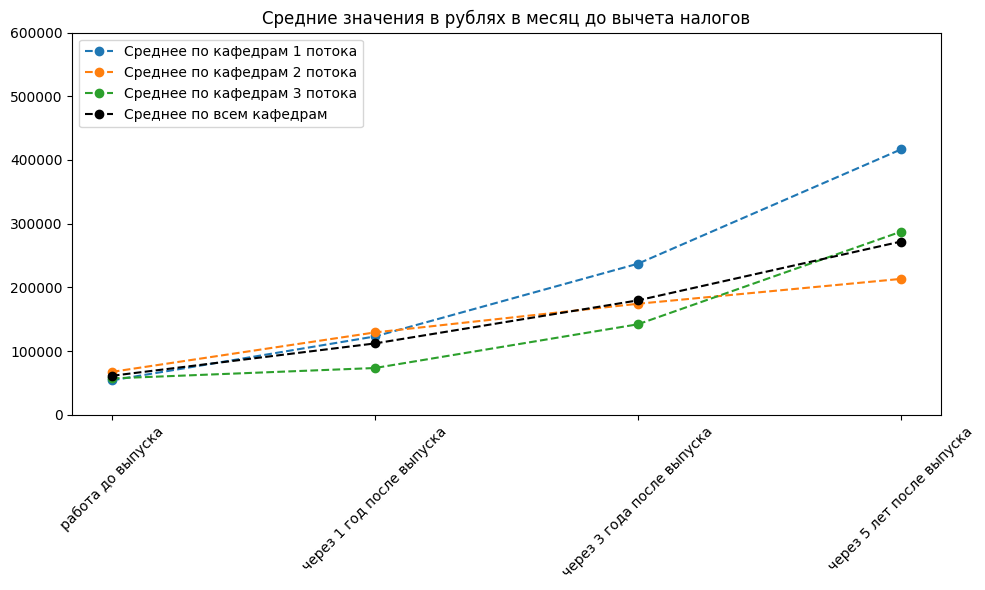 Средние значения в рублях в месяц до вычета налогов
600000
500000
400000
300000
200000
100000
0
Среднее по кафедрам 1 потока
Среднее по кафедрам 2 потока
Среднее по кафедрам 3 потока
Среднее по всем кафедрам
работа до выпуска
через 1 год после выпуска
через 3 года после выпуска
через 5 лет после выпуска